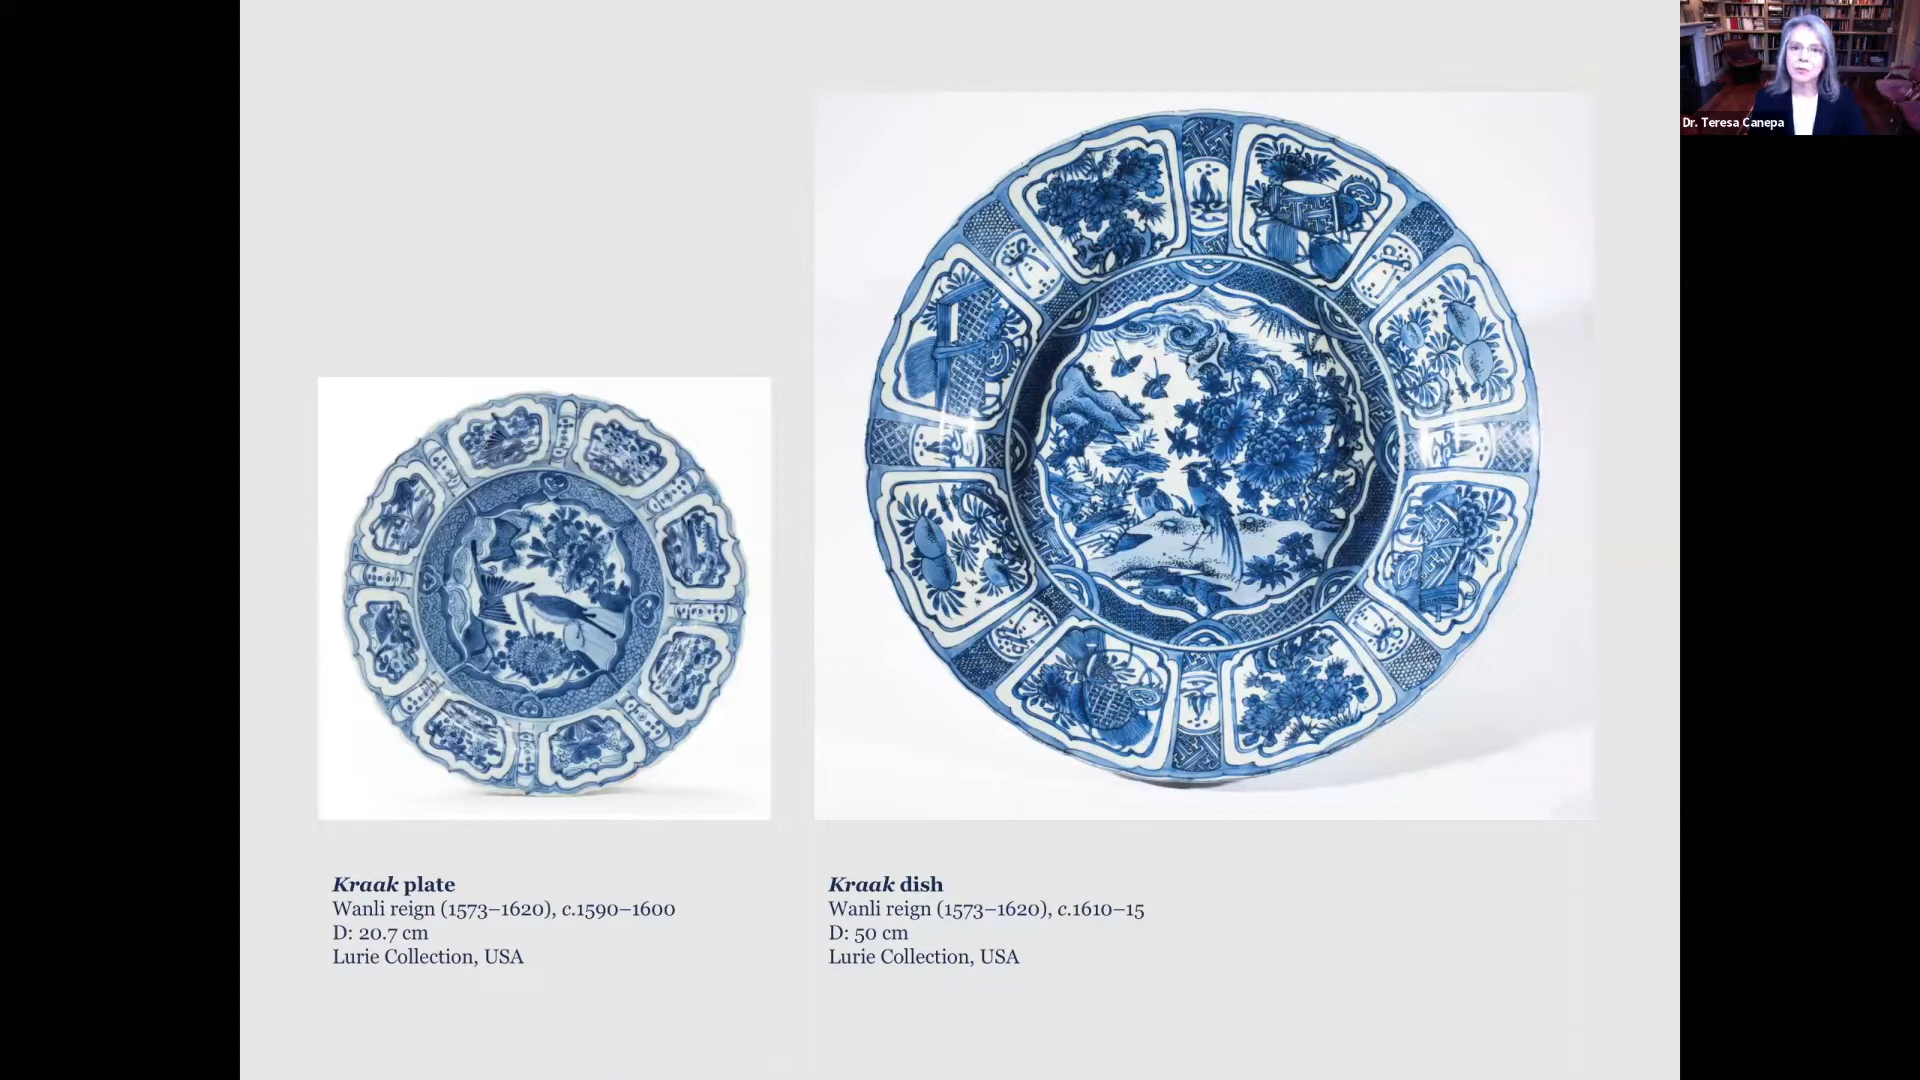 Dr. Teresa Canepa
Kraak plate
Wanli reign (1573–1620), c.1590–1600
D: 20.7 cm
Lurie Collection, USA
Kraak dish
Wanli reign (1573–1620), c.1610–15
D: 50 cm
Lurie Collection, USA